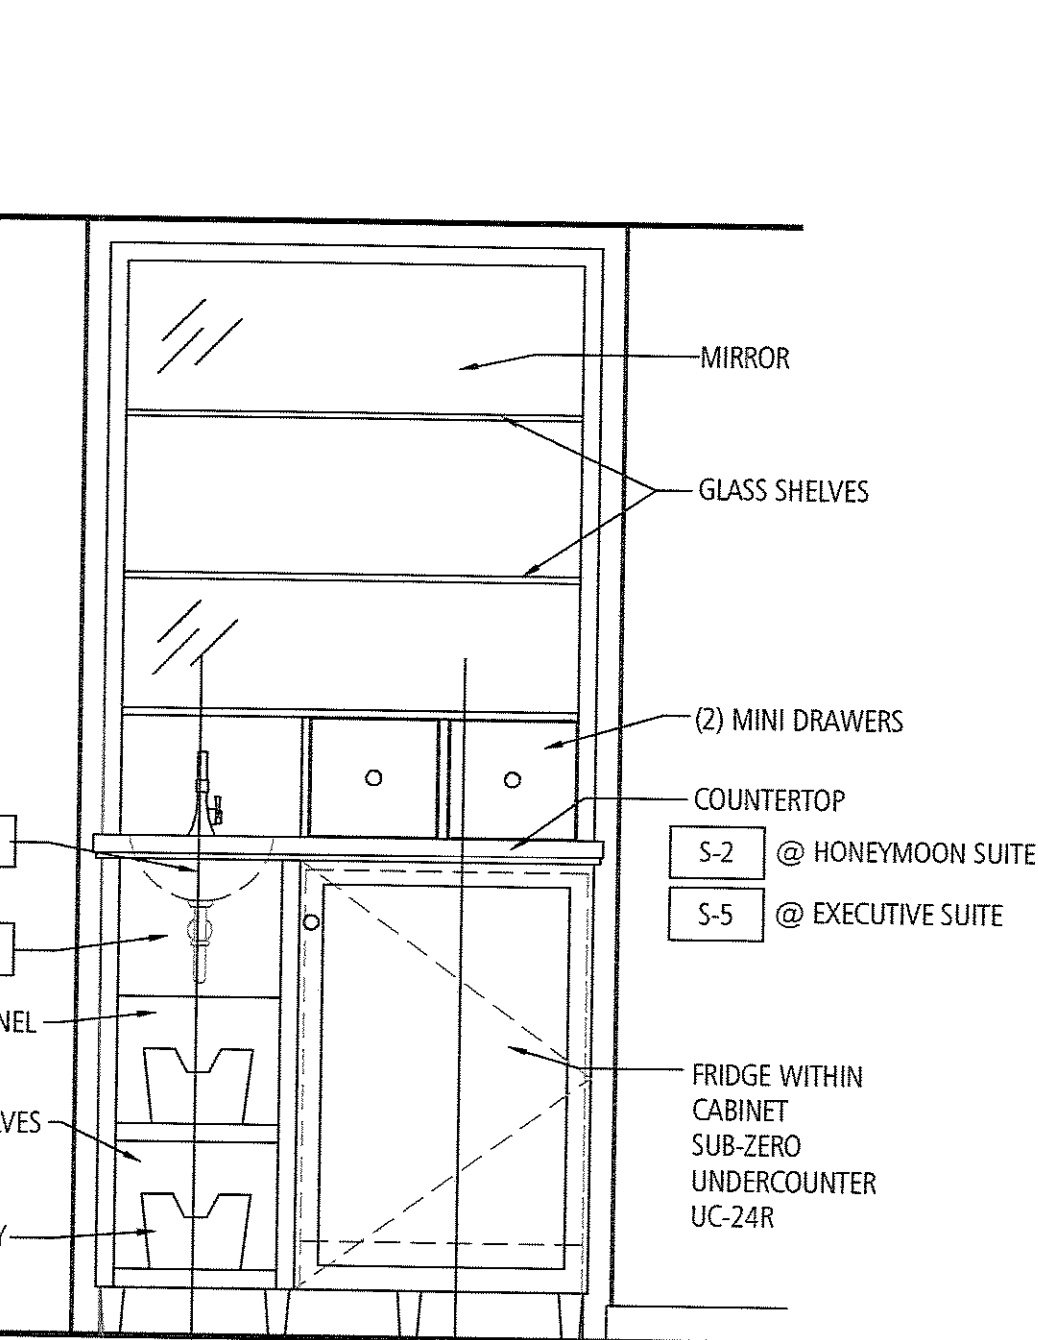 MIRROR
GLASS SHELVES
(2) MINI DRAWERS
COUNTERTOP
S-2 @ HONEYMOON SUITE
S-5 @ EXECUTIVE SUITE
NEL
LVES
Y
FRIDGE WITHIN
CABINET
SUB-ZERO
UNDERCOUNTER
UC-24R